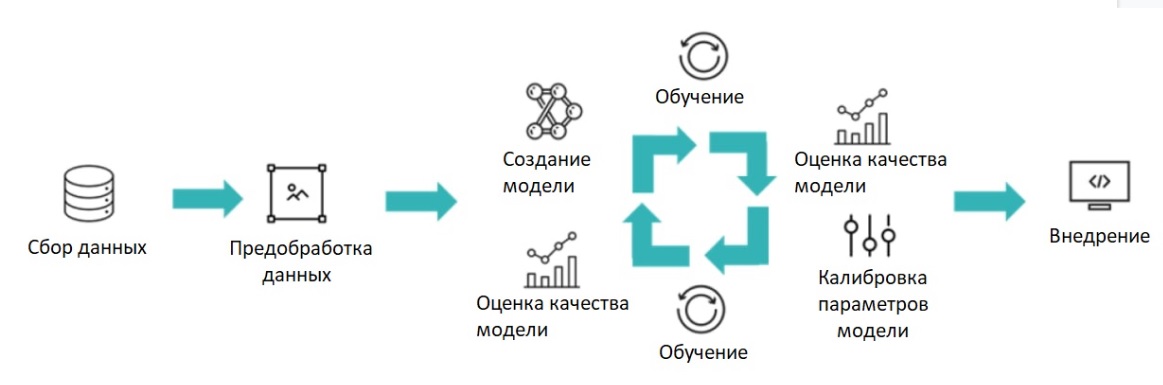 Сбор данных
Предобработка
данных
Создание
модели
Обучение
Оценка качества
модели
Калибровка
параметров
модели
Обучение
Оценка качества
модели
Внедрение